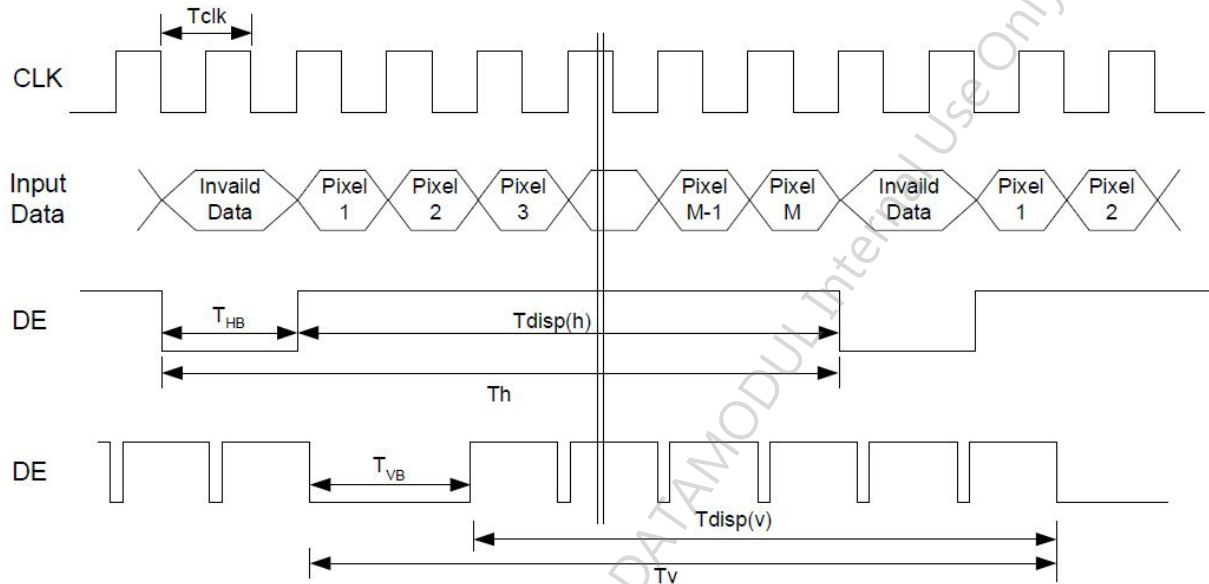 Tclk
CLK
Input
Data
Invaild
Data
Pixel
1
Pixel
2
Pixel
3
Pixel
M-1
Pixel
M
Invaild
Data
Pixel
1
Pixel
2
DE
THB
Tdisp(h)
Th
DE
TVB
Tdisp(v)
Tv
DATAMODUL Internal Use Only